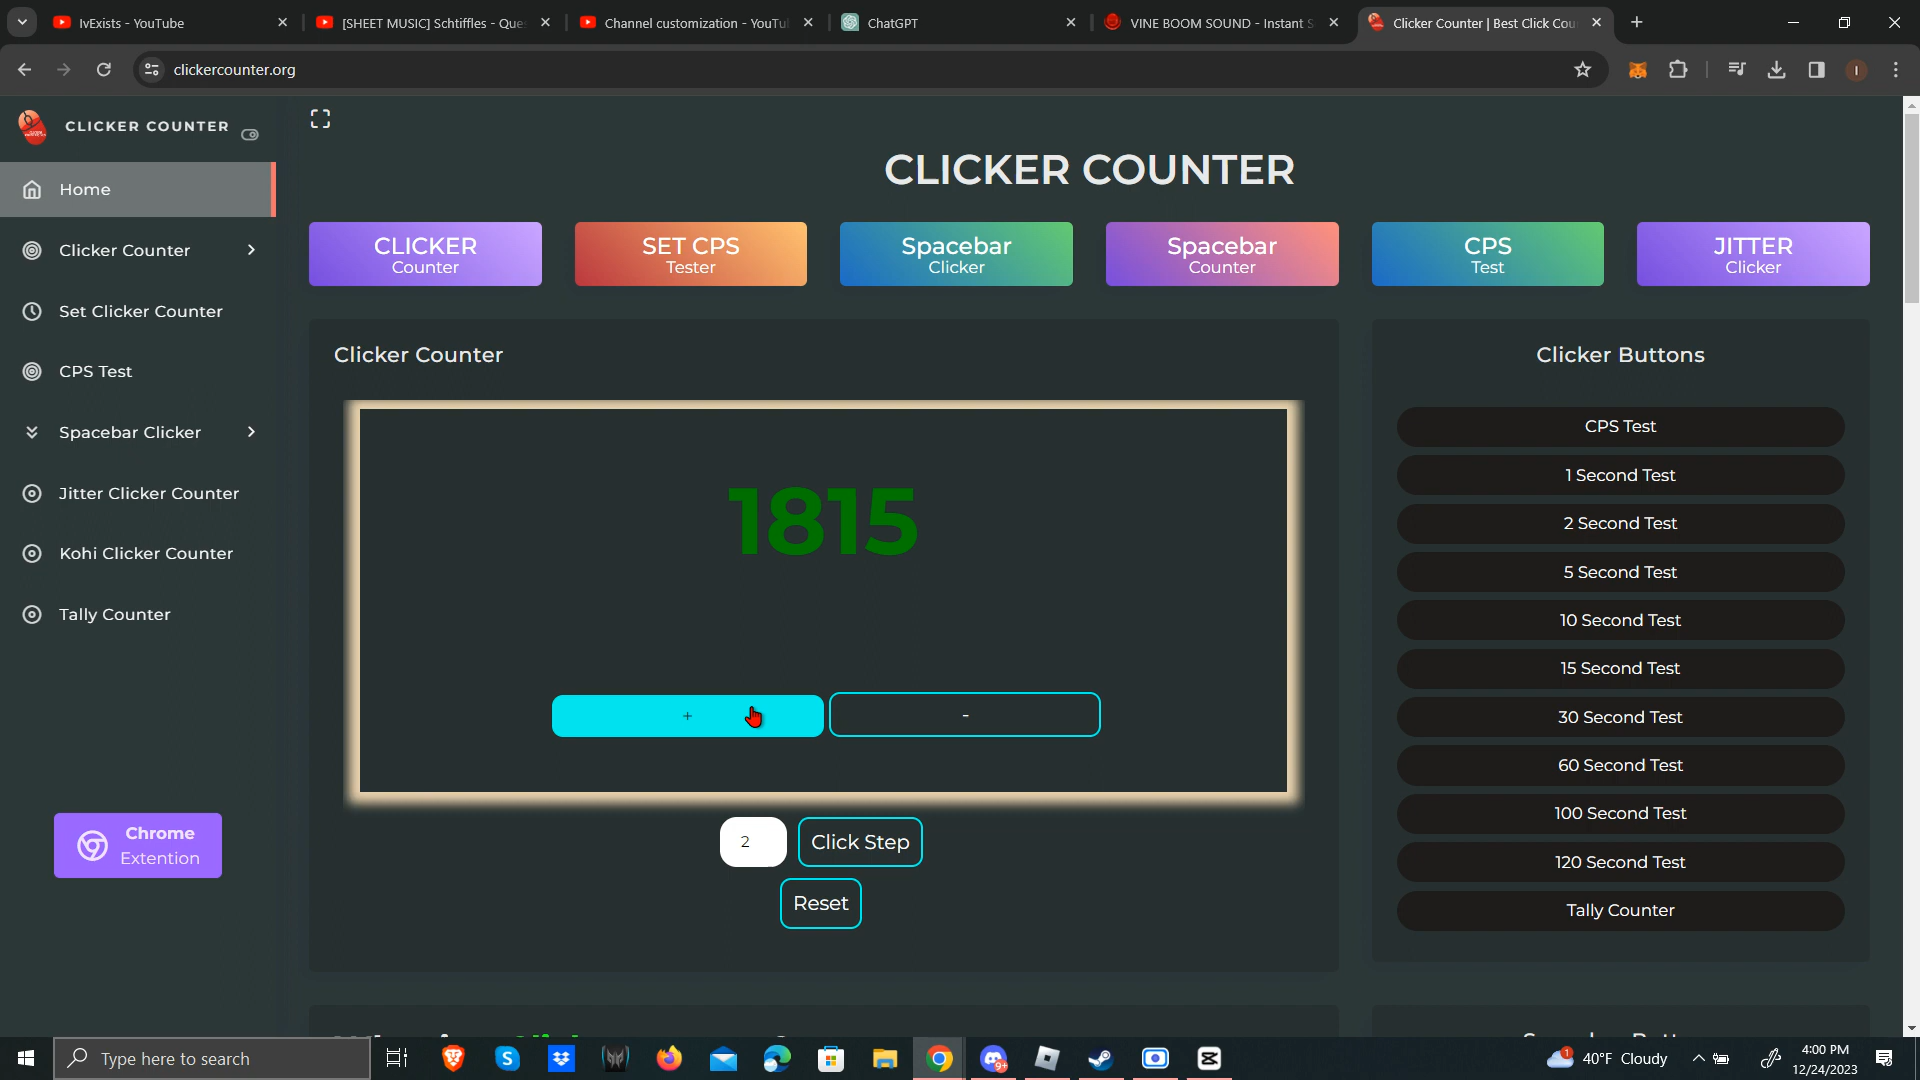 IvExists - YouTube
[SHEET MUSIC] Schtiffles - Que
Channel customization - YouTu
ChatGPT
VINE BOOM SOUND - Instant S
Clicker Counter | Best Click Cou
clickercounter.org
I
CLICKER COUNTER
Home
Clicker Counter
Set Clicker Counter
CPS Test
Spacebar Clicker
Jitter Clicker Counter
Kohi Clicker Counter
Tally Counter
Chrome
Extention
CLICKER COUNTER
CLICKER
Counter
SET CPS
Tester
Spacebar
Clicker
Spacebar
Counter
CPS
Test
JITTER
Clicker
Clicker Counter
1815
+
-
2
Click Step
Reset
Clicker Buttons
CPS Test
1 Second Test
2 Second Test
5 Second Test
10 Second Test
15 Second Test
30 Second Test
60 Second Test
100 Second Test
120 Second Test
Tally Counter
Type here to search
9+
1
40°F Cloudy
4:00 PM
12/24/2023